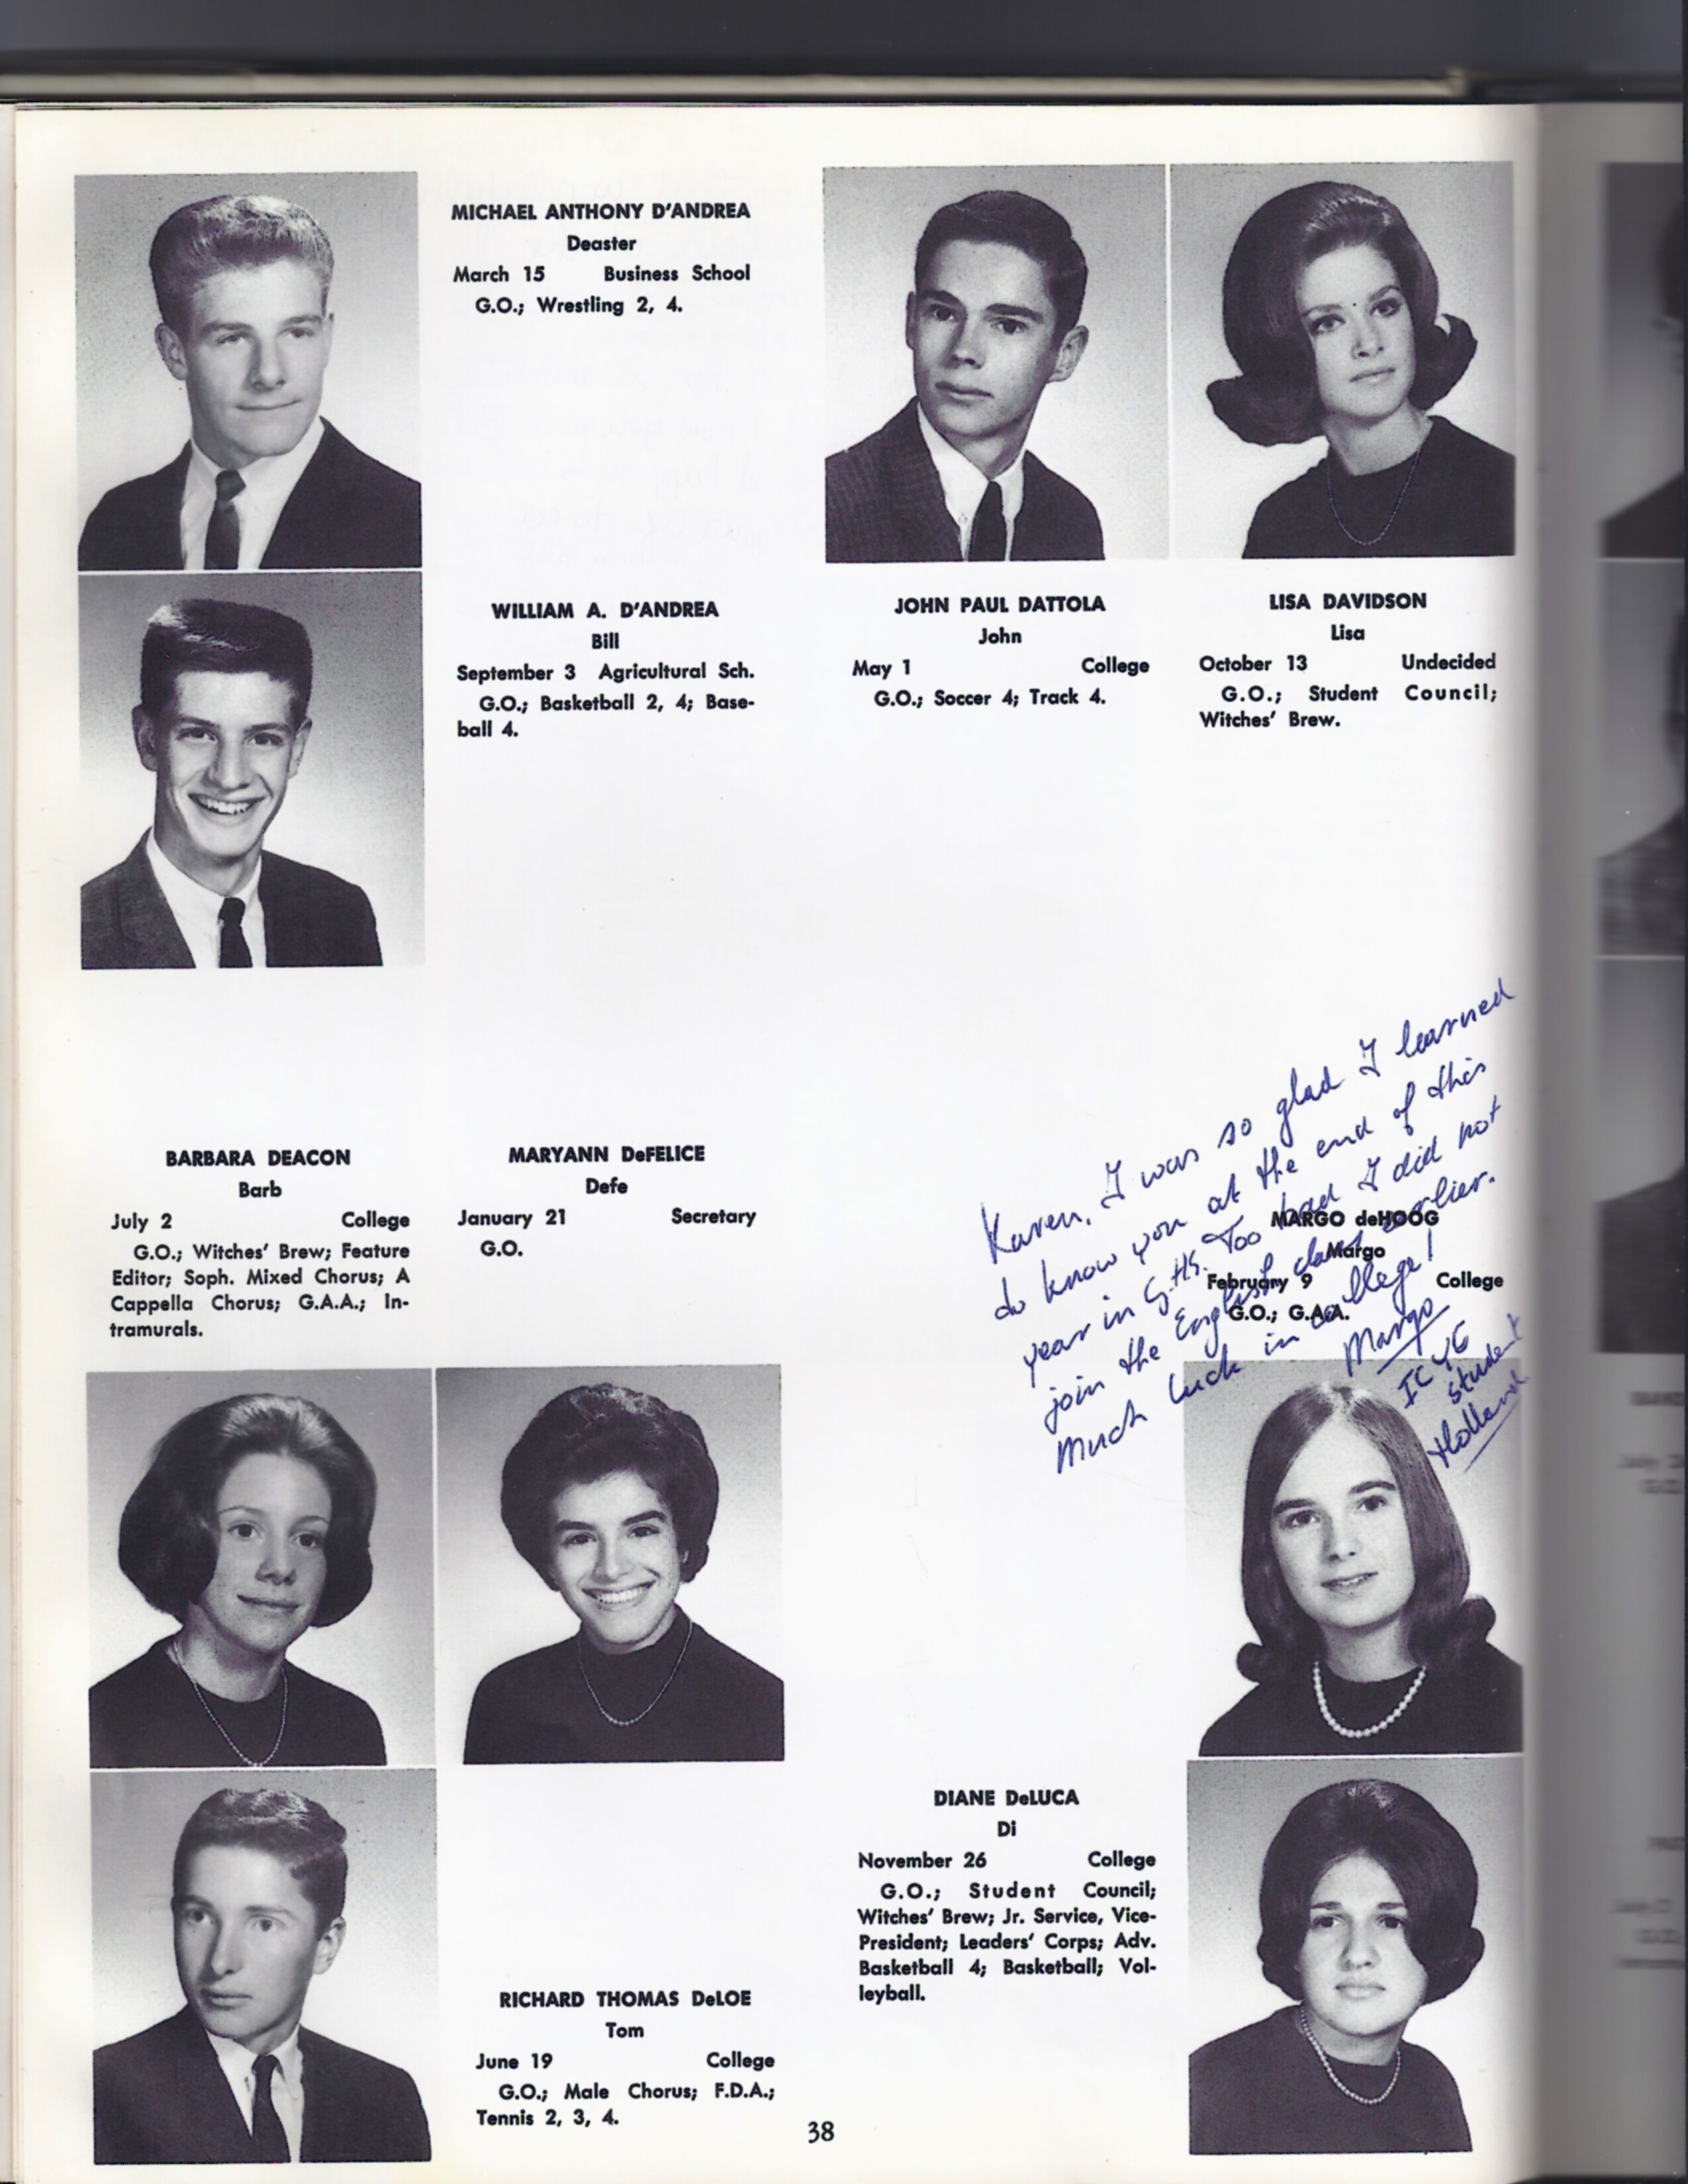 MICHAEL ANTHONY D'ANDREA
Deaster
March 15 Business School
G.O.; Wrestling 2, 4.
WILLIAM A. D'ANDREA
Bill
September 3 Agricultural Sch.
G.O.; Basketball 2, 4; Base-
ball 4.
JOHN PAUL DATTOLA
John
May 1 College
G.O.; Soccer 4; Track 4.
LISA DAVIDSON
Lisa
October 13 Undecided
G.O.; Student Council;
Witches' Brew.
BARBARA DEACON
Barb
July 2 College
G.O.; Witches' Brew; Feature
Editor; Soph. Mixed Chorus; A
Cappella Chorus; G.A.A.; In-
tramurals.
MARYANN DeFELICE
Defe
January 21 Secretary
G.O.
Karen, I was so glad I learned
to know you at the end of this
year in G.H.S. Too bad I did not
join the English class earlier.
Much luck in college!
Margo
ICYE
Student
Holland
MARGO deHOOG
Margo
February 9 College
G.O.; G.A.A.
RICHARD THOMAS DeLOE
Tom
June 19 College
G.O.; Male Chorus; F.D.A.;
Tennis 2, 3, 4.
DIANE DeLUCA
Di
November 26 College
G.O.; Student Council;
Witches' Brew; Jr. Service, Vice-
President; Leaders' Corps; Adv.
Basketball 4; Basketball; Vol-
leyball.
38